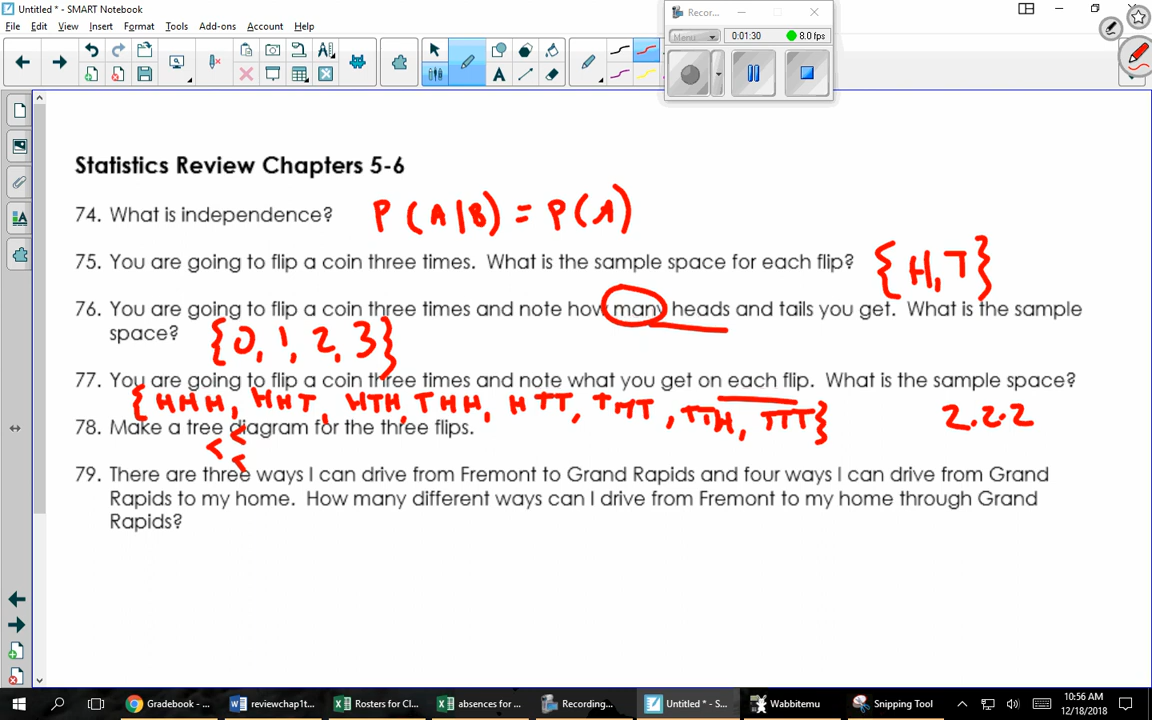 Untitled * - SMART Notebook
Recor...
File Edit View Insert Format Tools Add-ons Account Help
Menu 0:01:30 8.0 fps
Statistics Review Chapters 5-6
74. What is independence? P(A|B) = P(A)
75. You are going to flip a coin three times. What is the sample space for each flip? {H,T}
76. You are going to flip a coin three times and note how many heads and tails you get. What is the sample
space? {0, 1, 2, 3}
77. You are going to flip a coin three times and note what you get on each flip. What is the sample space?
{HHH, HHT, HTH, THH, HTT, THT, TTH, TTT} 2.2.2
78. Make a tree diagram for the three flips.
79. There are three ways I can drive from Fremont to Grand Rapids and four ways I can drive from Grand
Rapids to my home. How many different ways can I drive from Fremont to my home through Grand
Rapids?
Gradebook - ... reviewchap1t... Rosters for Cl... absences for ... Recording... Untitled * - S... Wabbitemu Snipping Tool 10:56 AM
12/18/2018